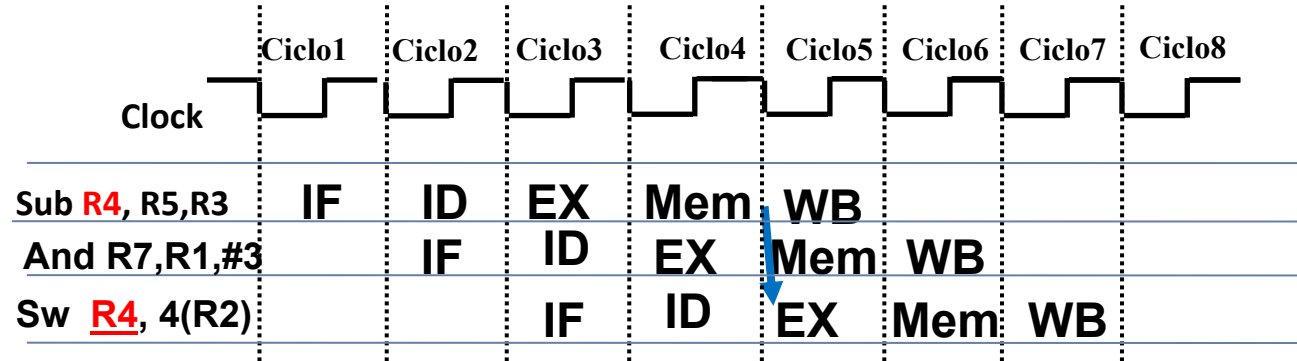 Ciclo1 Ciclo2 Ciclo3 Ciclo4 Ciclo5 Ciclo6 Ciclo7 Ciclo8
Clock
Sub R4, R5,R3 IF ID EX Mem WB
And R7,R1,#3 IF ID EX Mem WB
Sw R4, 4(R2) IF ID EX Mem WB